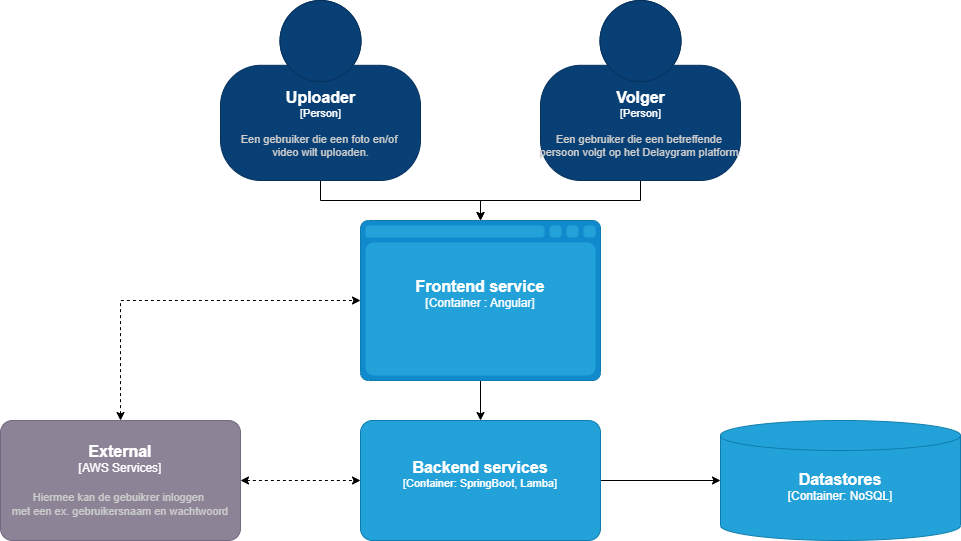 Uploader
[Person]
Een gebruiker die een foto en/of
video wilt uploaden.
Volger
[Person]
Een gebruiker die een betreffende
persoon volgt op het Delaygram platform
Frontend service
[Container : Angular]
External
[AWS Services]
Hiermee kan de gebuikrer inloggen
met een ex. gebruikersnaam en wachtwoord
Backend services
[Container: SpringBoot, Lamba]
Datastores
[Container: NoSQL]